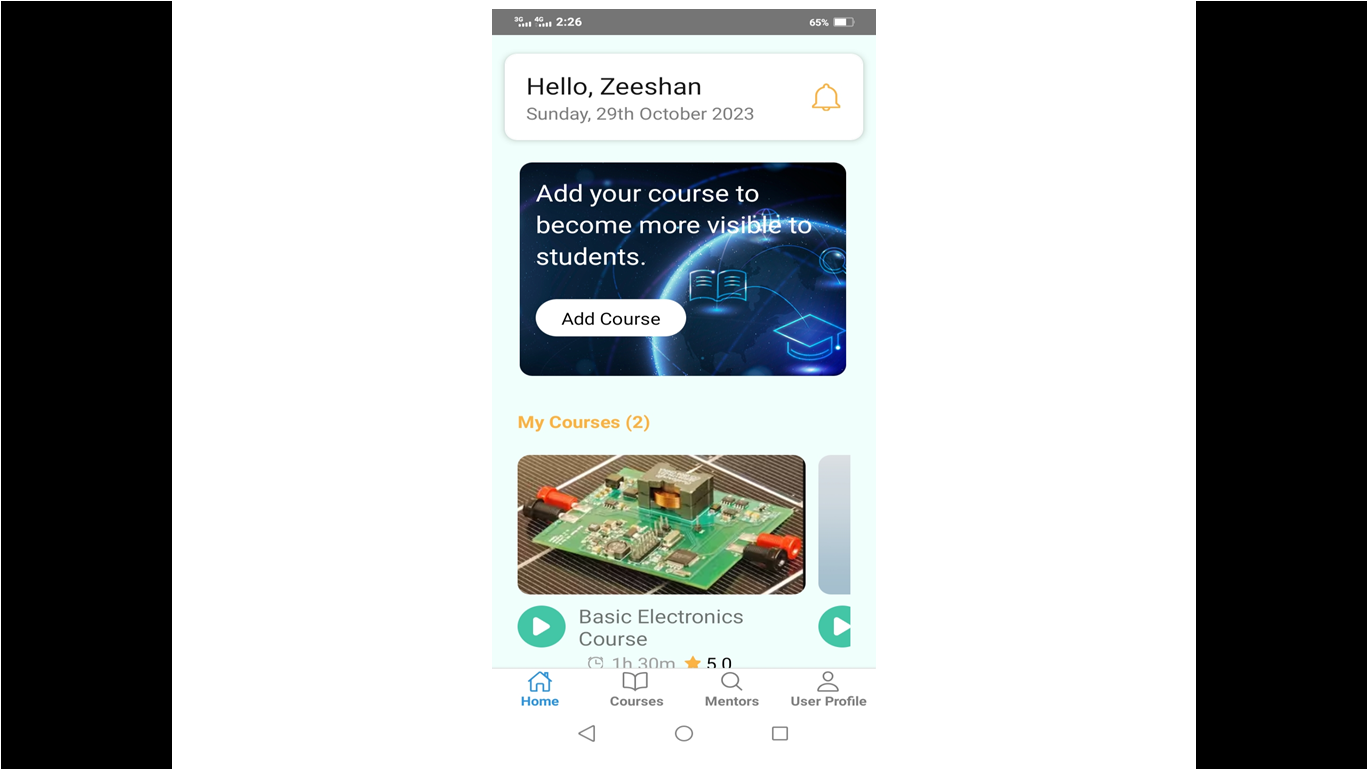 3G 4G 2:26 65%
Hello, Zeeshan
Sunday, 29th October 2023
Add your course to
become more visible to
students.
Add Course
My Courses (2)
Basic Electronics
Course
1h 30m 5.0
Home Courses Mentors User Profile